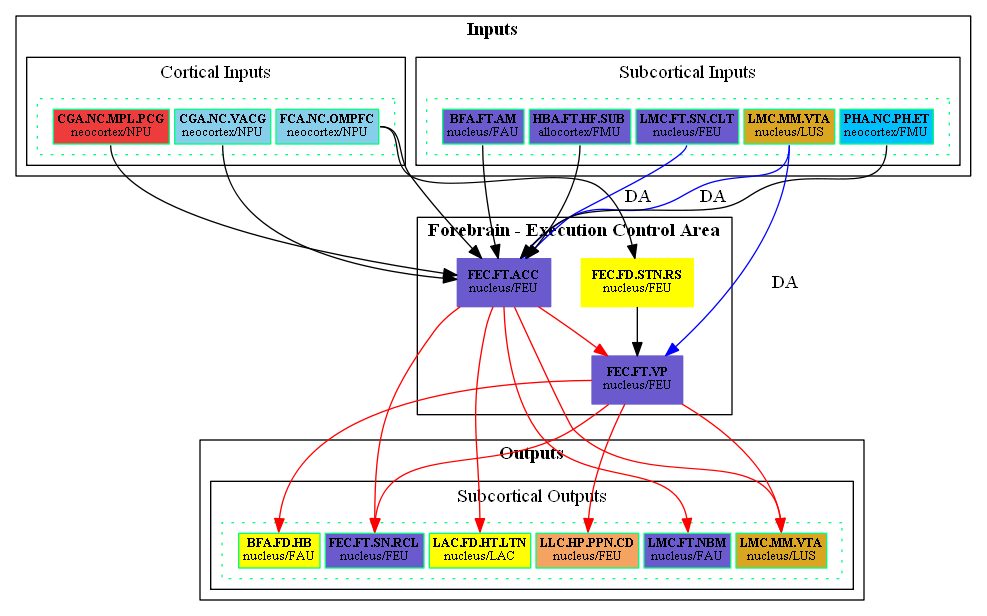 Inputs
Cortical Inputs
Subcortical Inputs
CGA.NC.MPL.PCG
neocortex/NPU
CGA.NC.VACG
neocortex/NPU
FCA.NC.OMPFC
neocortex/NPU
BFA.FT.AM
nucleus/FAU
HBA.FT.HF.SUB
allocortex/FMU
LMC.FT.SN.CLT
nucleus/FEU
LMC.MM.VTA
nucleus/LUS
PHA.NC.PH.ET
neocortex/FMU
DA
DA
Forebrain - Execution Control Area
FEC.FT.ACC
nucleus/FEU
FEC.FD.STN.RS
nucleus/FEU
DA
FEC.FT.VP
nucleus/FEU
Outputs
Subcortical Outputs
BFA.FD.HB
nucleus/FAU
FEC.FT.SN.RCL
nucleus/FEU
LAC.FD.HT.LTN
nucleus/LAC
LLC.HP.PPN.CD
nucleus/FEU
LMC.FT.NBM
nucleus/FAU
LMC.MM.VTA
nucleus/LUS